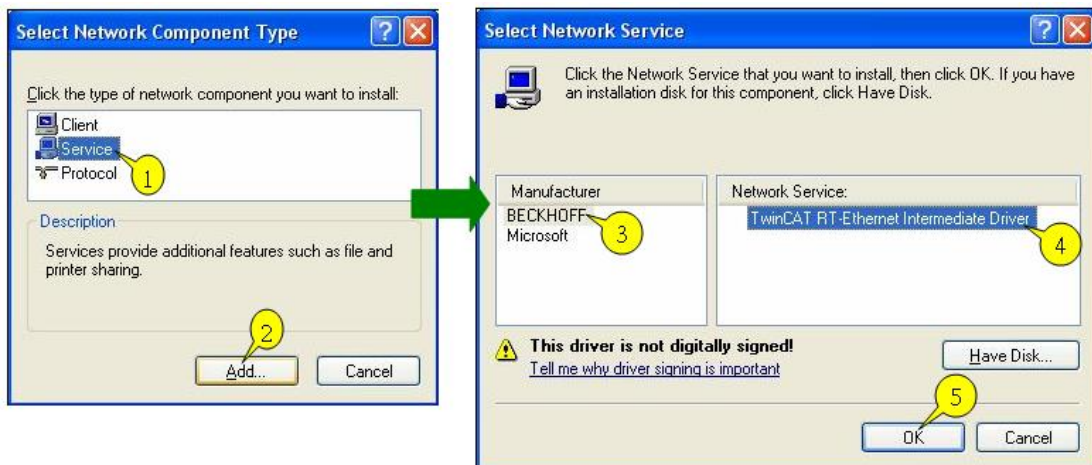 Select Network Component Type
Click the type of network component you want to install:
Client
Service
Protocol
1
Description
Services provide additional features such as file and
printer sharing.
2
Add...
Cancel
Select Network Service
Click the Network Service that you want to install, then click OK. If you have
an installation disk for this component, click Have Disk.
Manufacturer
BECKHOFF
Microsoft
3
Network Service:
TwinCAT RT-Ethernet Intermediate Driver
4
This driver is not digitally signed!
Tell me why driver signing is important
Have Disk...
5
OK
Cancel